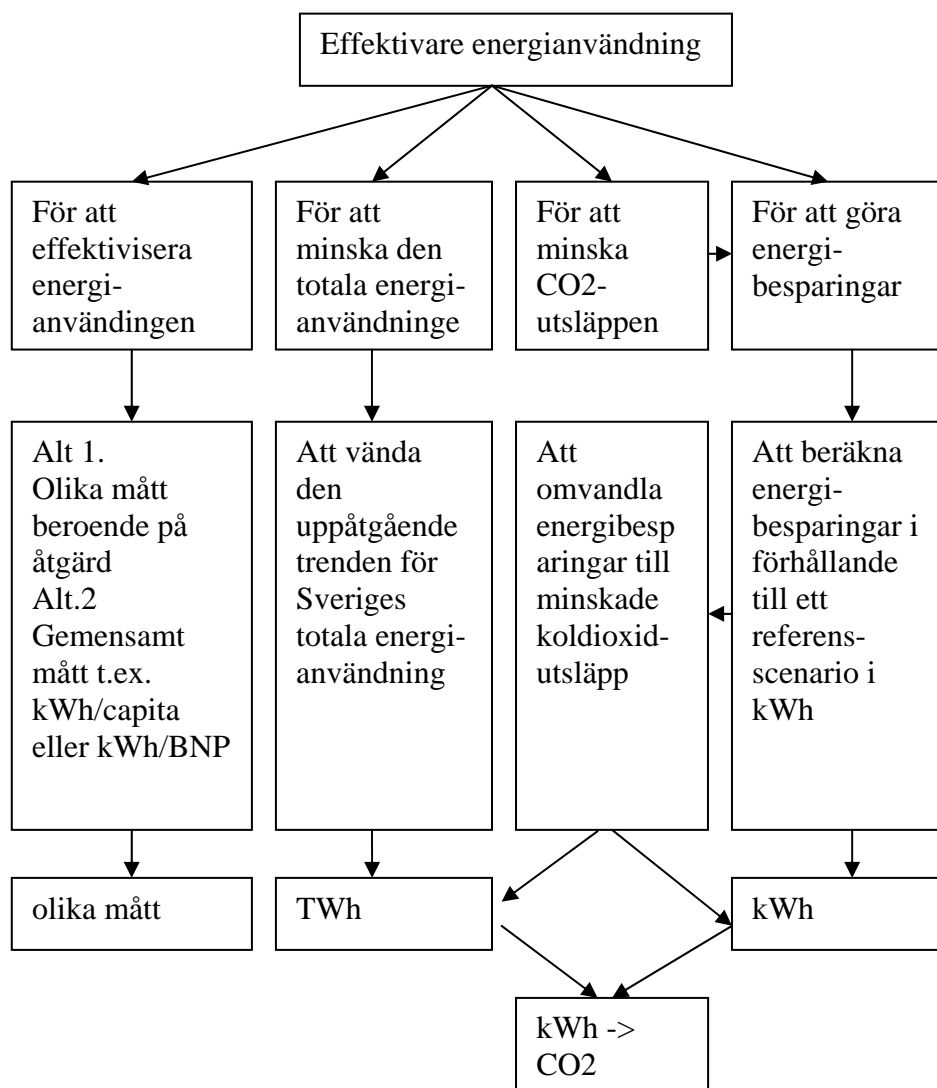 Effektivare energianvändning
För att
effektivisera
energi-
användingen
För att
minska den
totala energi-
användninge
För att
minska
CO2-
utsläppen
För att göra
energi-
besparingar
Alt 1.
Olika mått
beroende på
åtgärd
Alt.2
Gemensamt
mått t.ex.
kWh/capita
eller kWh/BNP
Att vända
den
uppåtgående
trenden för
Sveriges
totala energi-
användning
Att
omvandla
energibesp
aringar till
minskade
koldioxid-
utsläpp
Att beräkna
energi-
besparingar i
förhållande
till ett
referens-
scenario i
kWh
olika mått
TWh
kWh
kWh ->
CO2